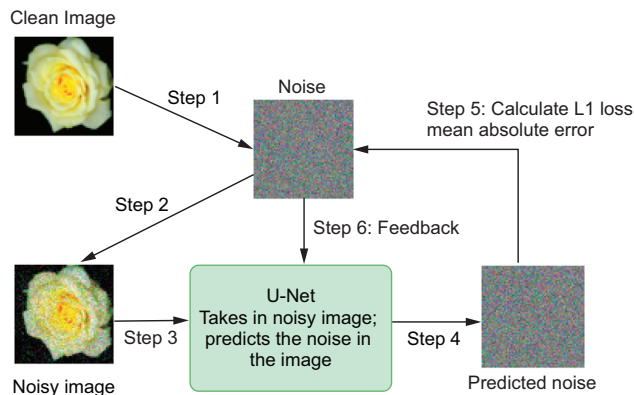 Clean Image
Step 1
Noise
Step 5: Calculate L1 loss
mean absolute error
Step 2
Step 6: Feedback
U-Net
Takes in noisy image;
predicts the noise in
the image
Step 3
Step 4
Noisy image
Predicted noise